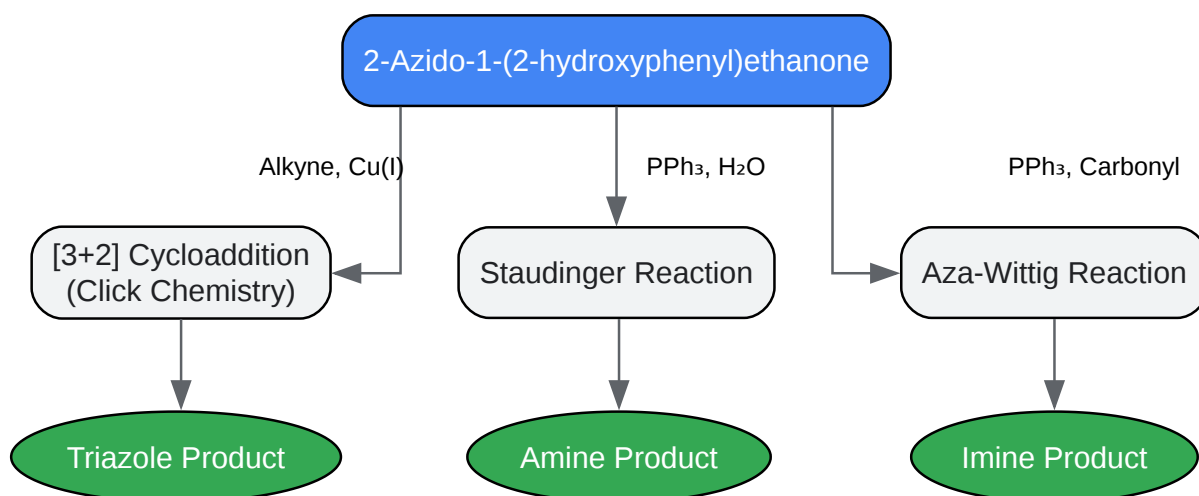 2-Azido-1-(2-hydroxyphenyl)ethanone
Alkyne, Cu(I)
PPh₃, H₂O
PPh₃, Carbonyl
[3+2] Cycloaddition
(Click Chemistry)
Staudinger Reaction
Aza-Wittig Reaction
Triazole Product
Amine Product
Imine Product